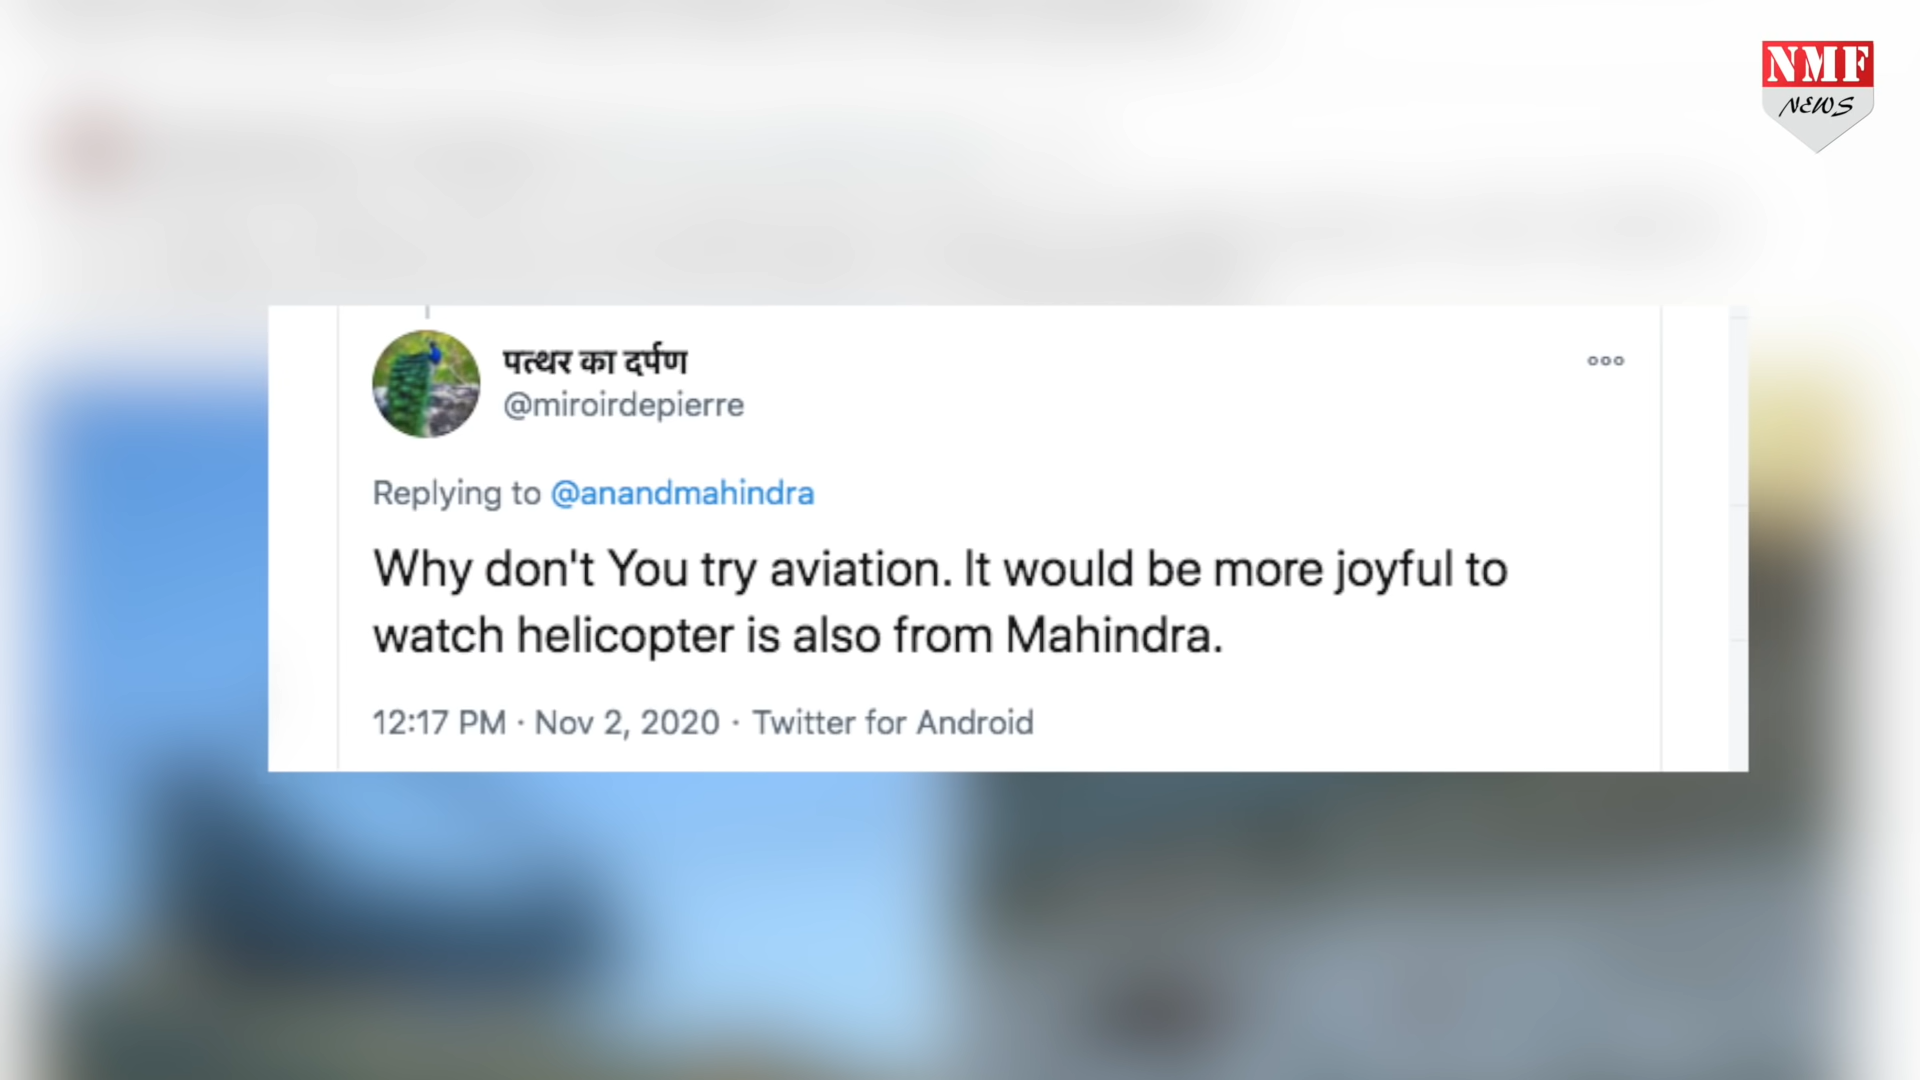 NMF
NEWS
पत्थर का दर्पण
@miroirdepierre
Replying to @anandmahindra
Why don't You try aviation. It would be more joyful to
watch helicopter is also from Mahindra.
12:17 PM · Nov 2, 2020 · Twitter for Android